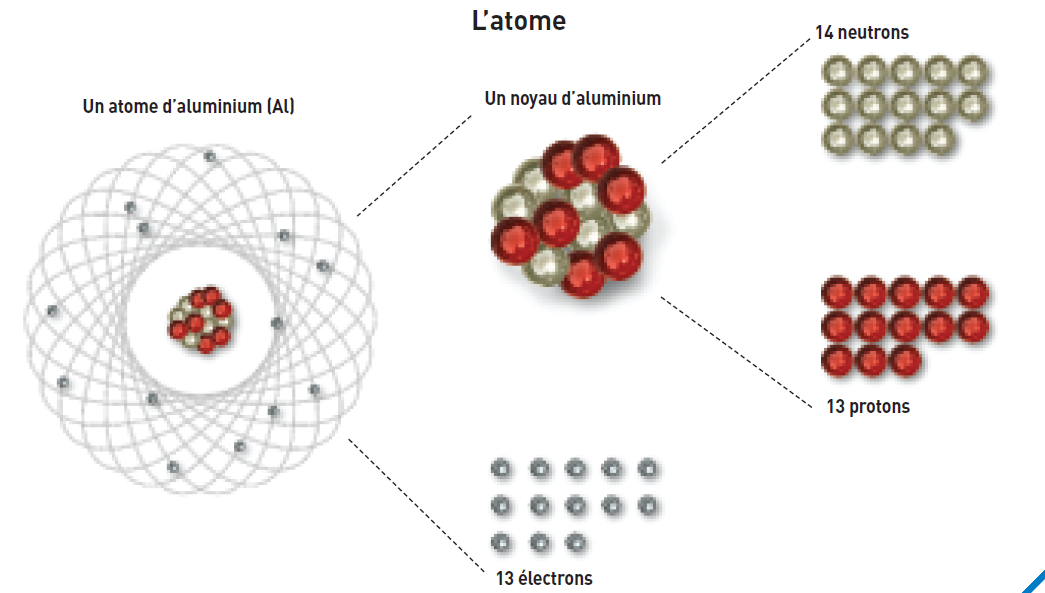 L'atome
Un atome d'aluminium (Al)
Un noyau d'aluminium
14 neutrons
13 protons
13 électrons